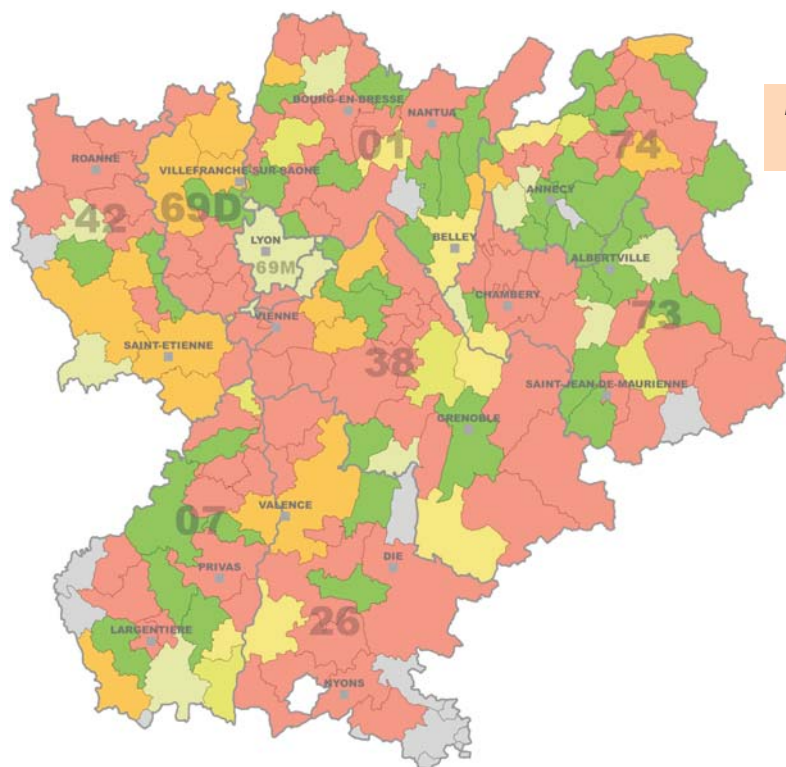 BOURG-EN-BRESSE
NANTUA
01
74
ROANNE
VILLEFRANCHE-SUR-SAONE
42
69D
ANNECY
LYON
69M
BELLEY
ALBERTVILLE
CHAMBERY
73
VIENNE
SAINT-ETIENNE
38
SAINT-JEAN-DE-MAURIENNE
GRENOBLE
07
VALENCE
DIE
PRIVAS
26
LARGENTIERE
NYONS